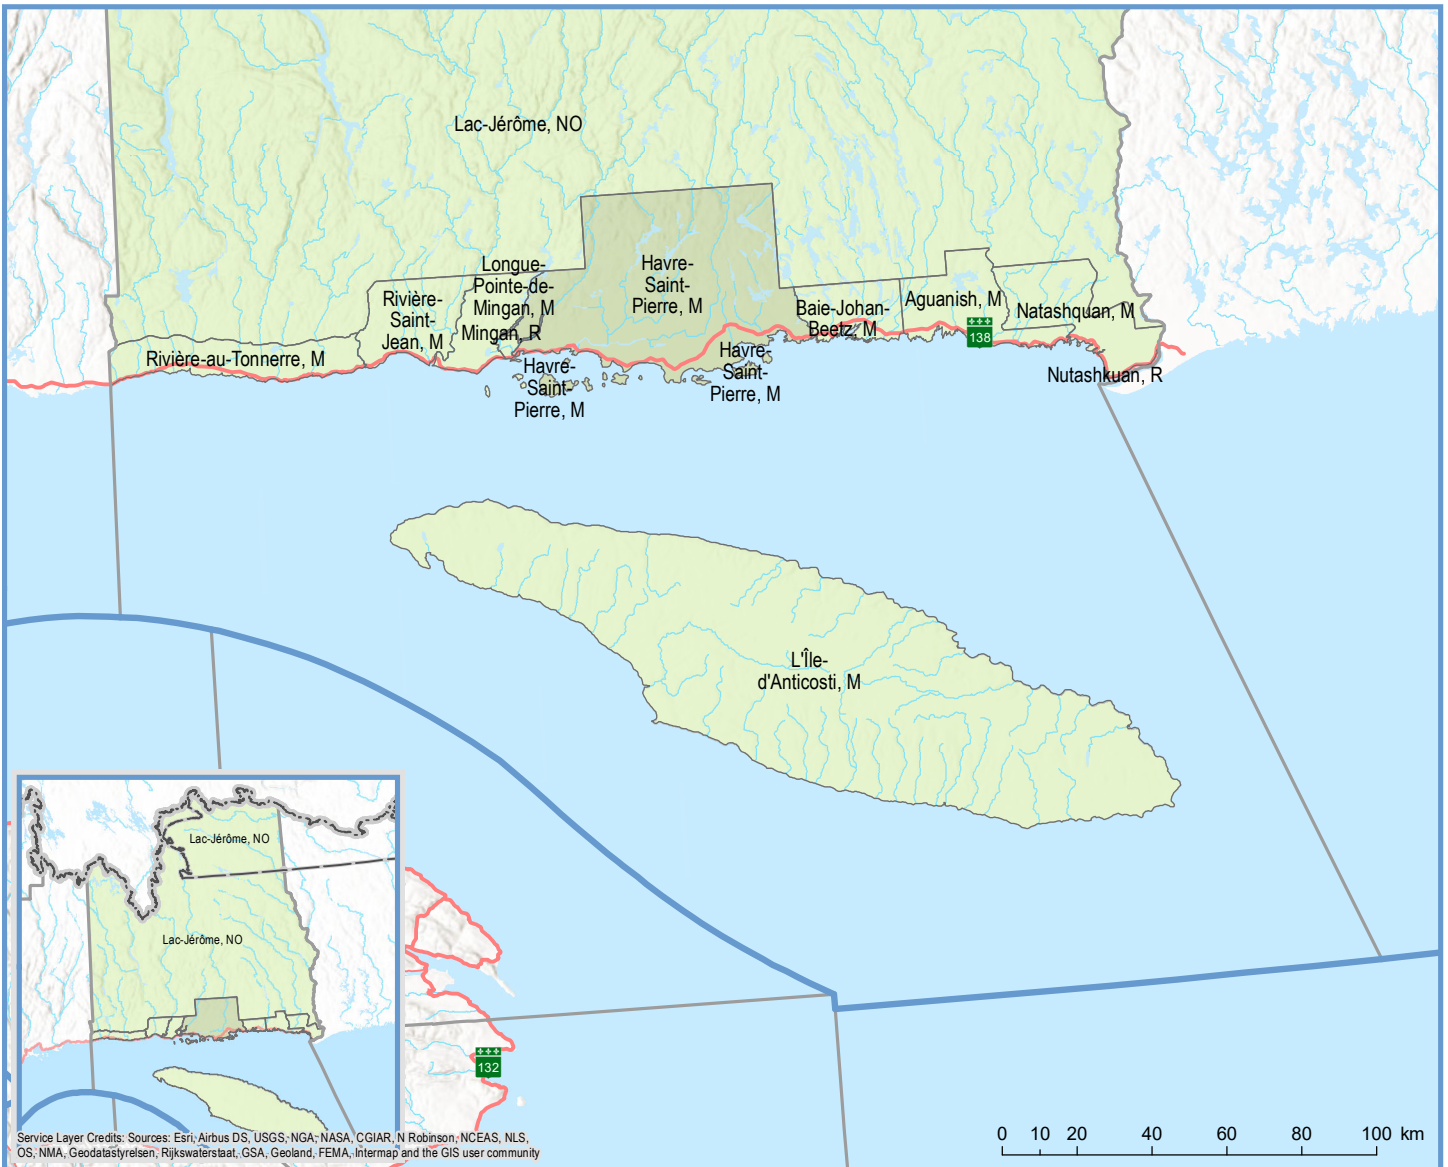 Lac-Jérôme, NO
Longue-
Pointe-de-
Mingan, M
Havre-
Saint-
Pierre, M
Rivière-
Saint-
Jean, M
Mingan, R
Baie-Johan-
Beetz, M
Aguanish, M
Natashquan, M
138
Rivière-au-Tonnerre, M
Havre-
Saint-
Pierre, M
Havre-
Saint-
Pierre, M
Nutashkuan, R
L'Île-
d'Anticosti, M
Lac-Jérôme, NO
Lac-Jérôme, NO
132
Service Layer Credits: Sources: Esri, Airbus DS, USGS, NGA, NASA, CGIAR, N Robinson, NCEAS, NLS,
OS, NMA, Geodatastyrelsen, Rijkswaterstaat, GSA, Geoland, FEMA, Intermap and the GIS user community
0 10 20 40 60 80 100 km